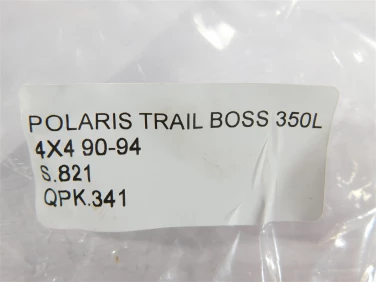 POLARIS TRAIL BOSS 350L
4X4 90-94
S.821
QPK.341